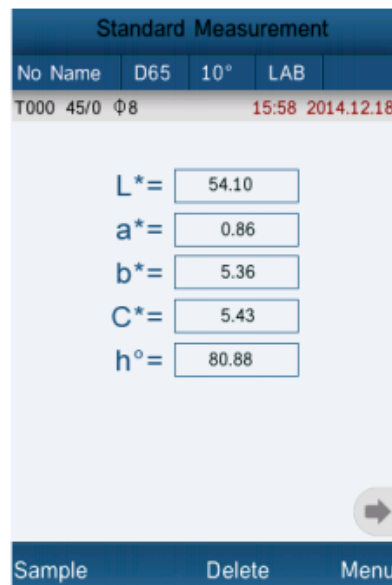 Standard Measurement
No Name D65 10° LAB
T000 45/0 Φ8 15:58 2014.12.18
L*= 54.10
a*= 0.86
b*= 5.36
C*= 5.43
h°= 80.88
Sample Delete Menu